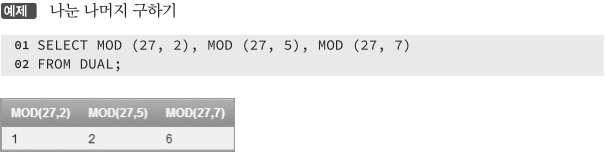 예제 나눈 나머지 구하기
01 SELECT MOD (27, 2), MOD (27, 5), MOD (27, 7)
02 FROM DUAL;
MOD(27,2) MOD(27,5) MOD(27,7)
1 2 6